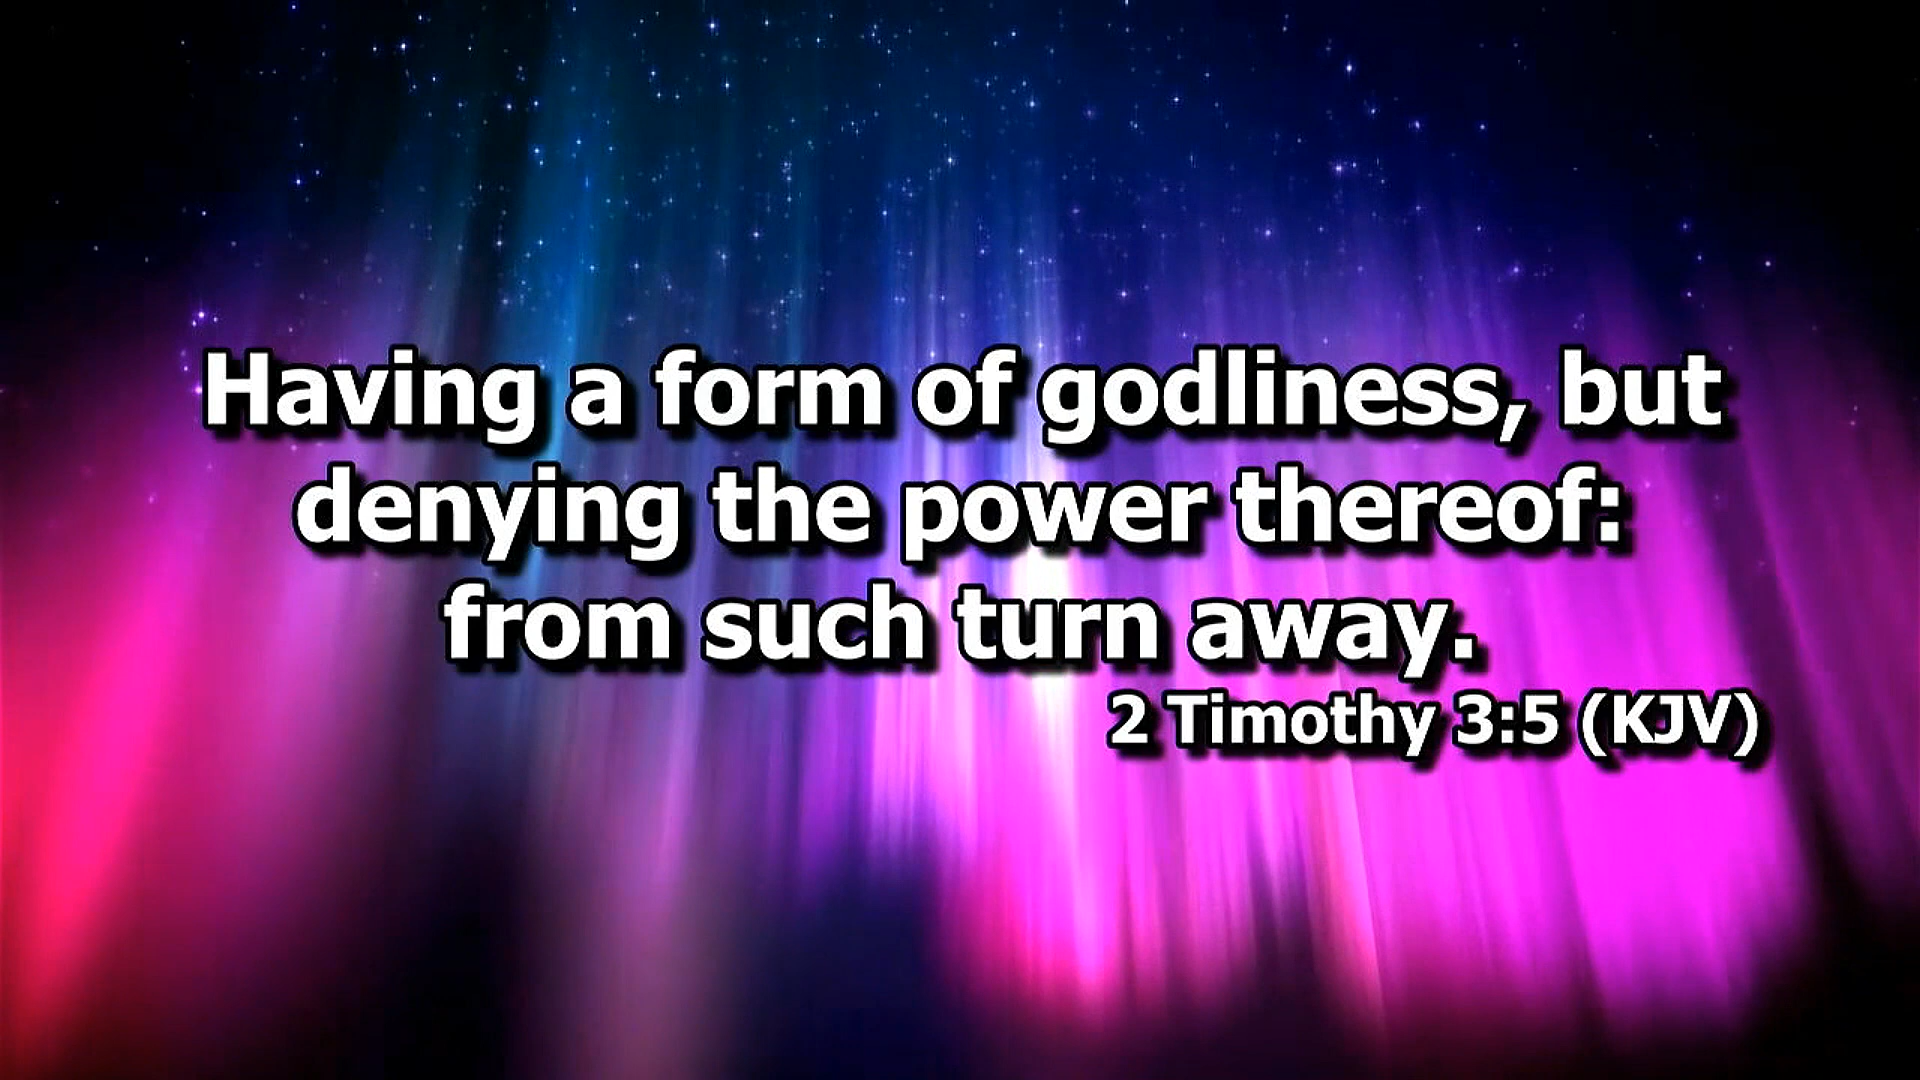 Having a form of godliness, but
denying the power thereof:
from such turn away.
2 Timothy 3:5 (KJV)